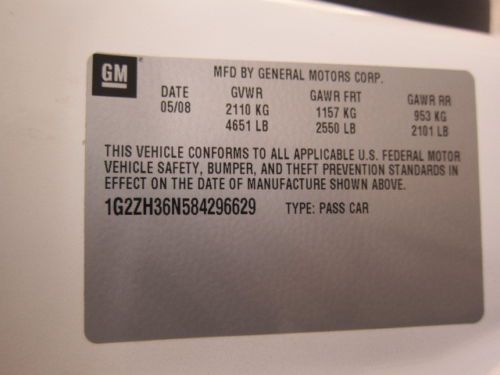 GM
MFD BY GENERAL MOTORS CORP.
DATE GVWR GAWR FRT GAWR RR
05/08 2110 KG 1157 KG 953 KG
4651 LB 2550 LB 2101 LB
THIS VEHICLE CONFORMS TO ALL APPLICABLE U.S. FEDERAL MOTOR
VEHICLE SAFETY, BUMPER, AND THEFT PREVENTION STANDARDS IN
EFFECT ON THE DATE OF MANUFACTURE SHOWN ABOVE.
1G2ZH36N584296629 TYPE: PASS CAR